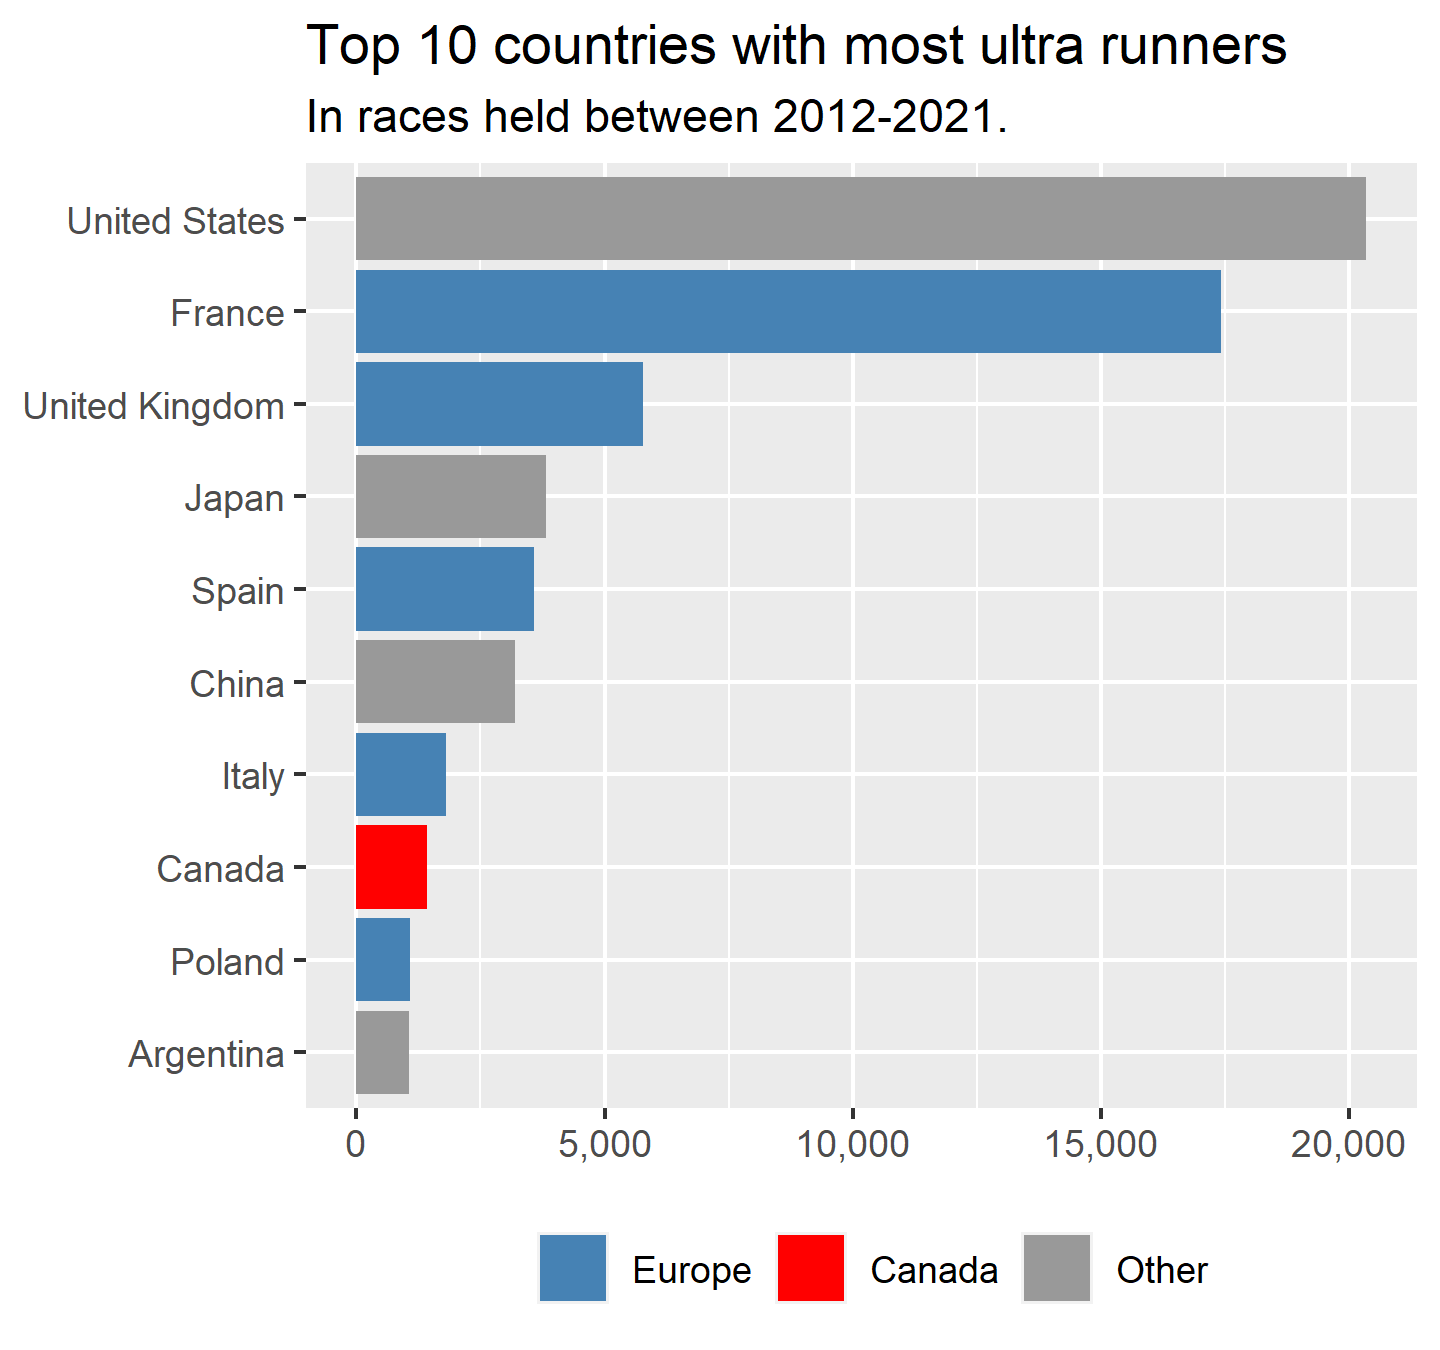 Top 10 countries with most ultra runners
In races held between 2012-2021.
United States
France
United Kingdom
Japan
Spain
China
Italy
Canada
Poland
Argentina
0 5,000 10,000 15,000 20,000
Europe Canada Other